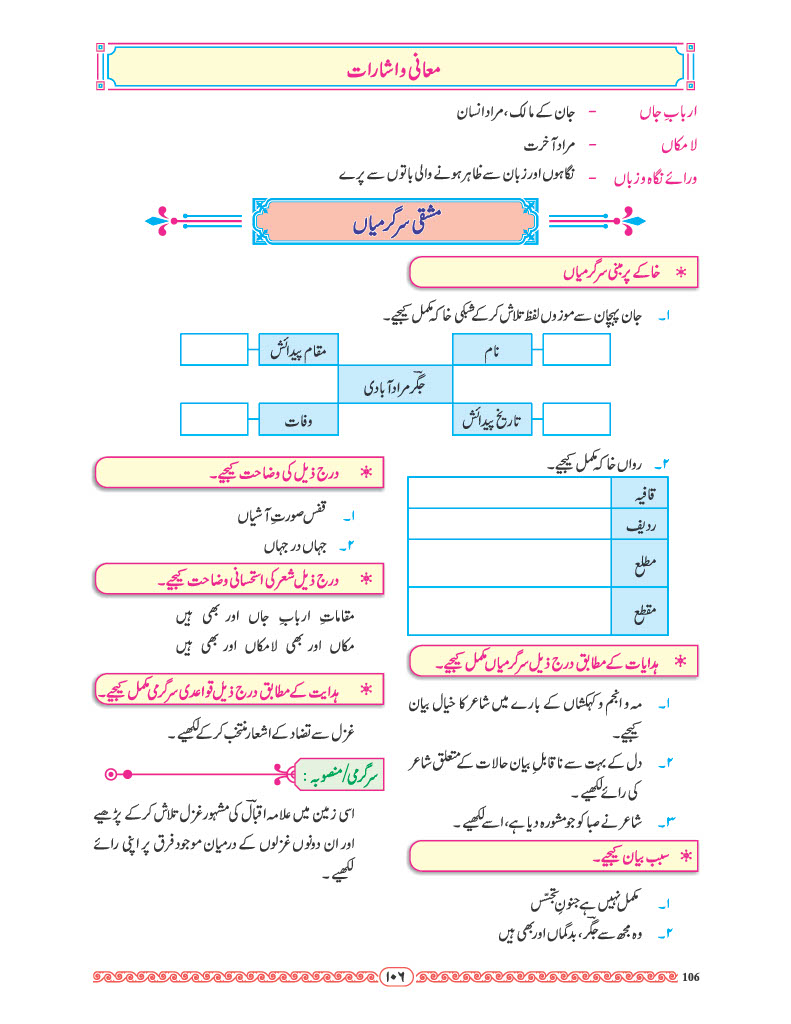 معانی و اشارات
اربابِ جاں – جان کے مالک، مراد انسان
لامکاں – مراد آخرت
ورائے نگاہ و زباں – نگاہوں اور زبان سے ظاہر ہونے والی باتوں سے پرے
مشقی سرگرمیاں
* خاکے پر مبنی سرگرمیاں
۱۔ جان پہچان سے موزوں لفظ تلاش کر کے شبکی خاکہ مکمل کیجیے۔
نام
مقام پیدائش
جگرؔ مرادآبادی
تاریخ پیدائش
وفات
۲۔ رواں خاکہ مکمل کیجیے۔
قافیہ
ردیف
مطلع
مقطع
* ہدایات کے مطابق درج ذیل سرگرمیاں مکمل کیجیے۔
۱۔ مہ و انجم و کہکشاں کے بارے میں شاعر کا خیال بیان
کیجیے۔
۲۔ دل کے بہت سے ناقابلِ بیان حالات کے متعلق شاعر
کی رائے لکھیے۔
۳۔ شاعر نے صبا کو جو مشورہ دیا ہے، اسے لکھیے۔
* سبب بیان کیجیے۔
۱۔ مکمل نہیں ہے جنونِ تجسّس
۲۔ وہ مجھ سے جگرؔ، بدگماں اور بھی ہیں
* درج ذیل کی وضاحت کیجیے۔
۱۔ قفس صورتِ آشیاں
۲۔ جہاں در جہاں
* درج ذیل شعر کی استحسانی وضاحت کیجیے۔
مقاماتِ اربابِ جاں اور بھی ہیں
مکاں اور بھی لامکاں اور بھی ہیں
* ہدایت کے مطابق درج ذیل قواعدی سرگرمی مکمل کیجیے۔
غزل سے تضاد کے اشعار منتخب کر کے لکھیے۔
سرگرمی/منصوبہ :
اسی زمین میں علامہ اقبالؔ کی مشہور غزل تلاش کر کے پڑھیے
اور ان دونوں غزلوں کے درمیان موجود فرق پر اپنی رائے
لکھیے۔
۱۰۶
106